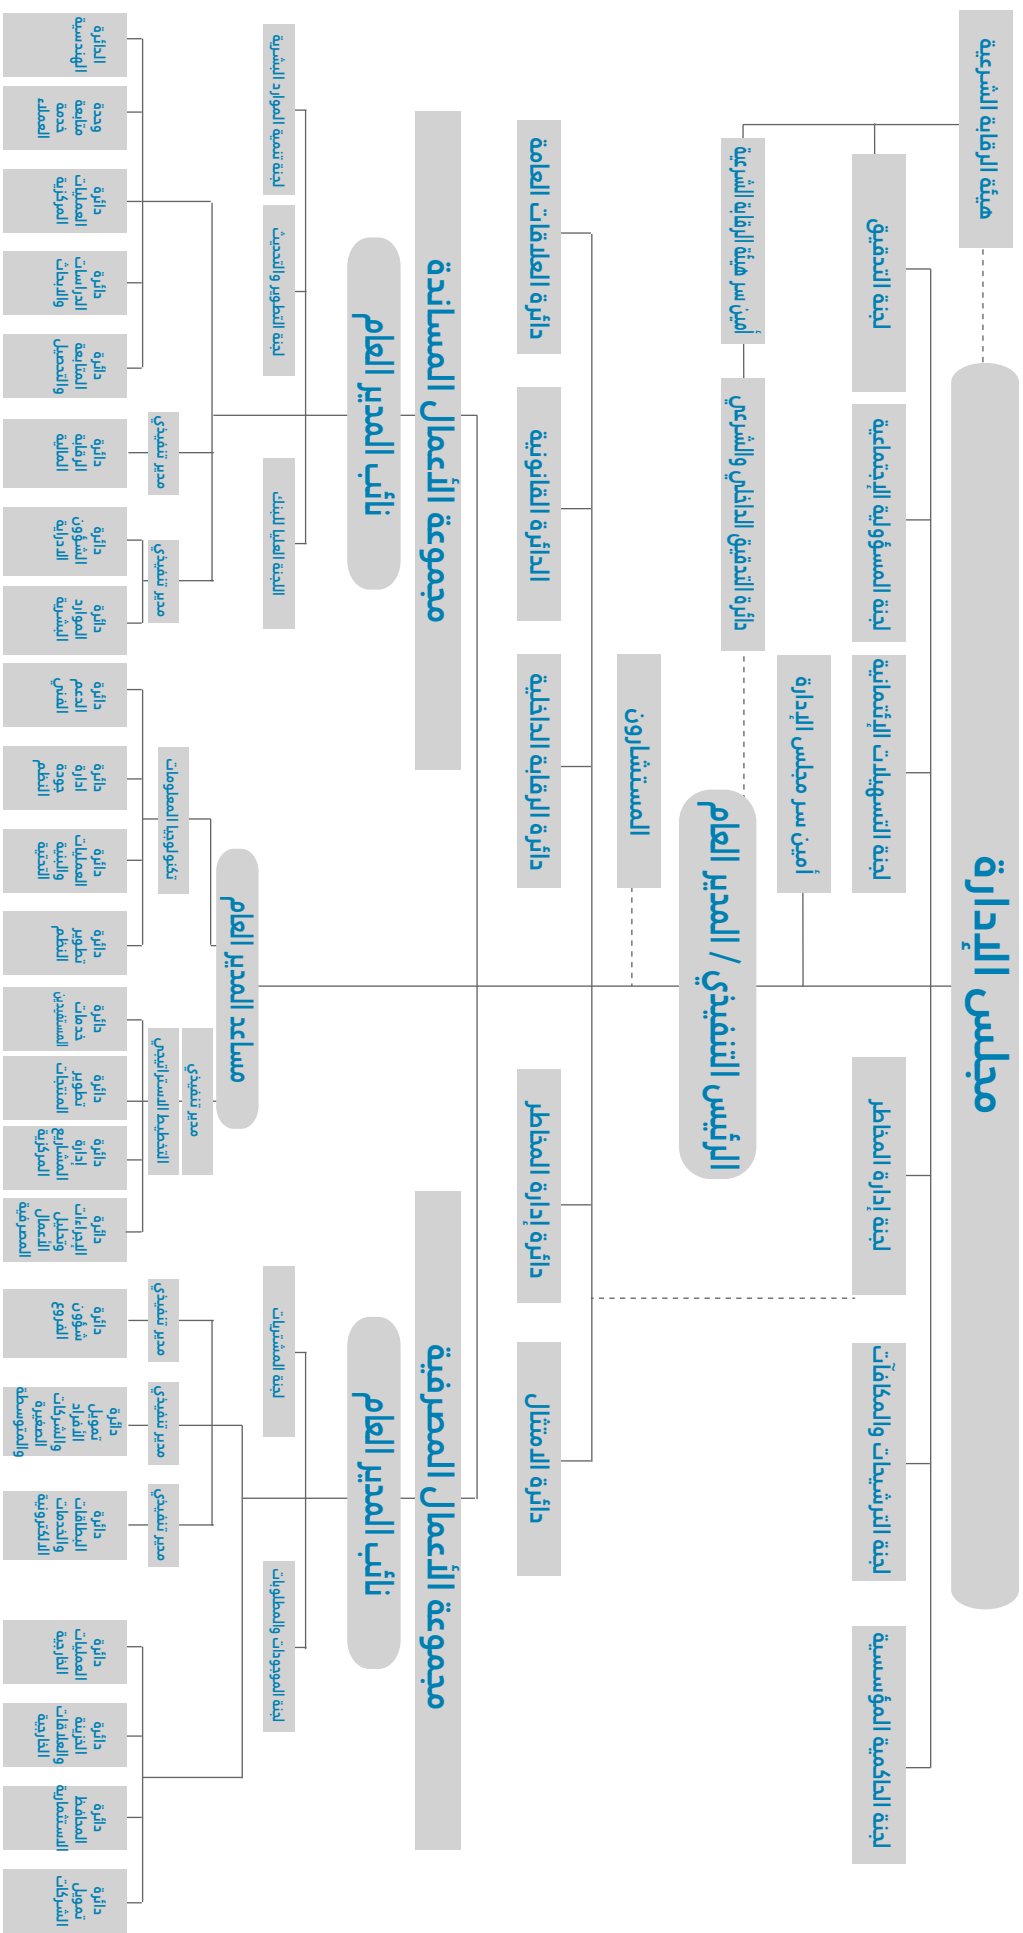 هيئة الرقابة الشرعية
مجلس الإدارة
لجنة التدقيق
لجنة المسؤولية الإجتماعية
لجنة التسهيلات الإئتمانية
لجنة إدارة المخاطر
لجنة الترشيحات والمكافآت
لجنة الحاكمية المؤسسية
أمين سر مجلس الإدارة
أمين سر هيئة الرقابة الشرعية
دائرة التدقيق الداخلي والشرعي
الرئيس التنفيذي / المدير العام
المستشارون
دائرة العلاقات العامة
الدائرة القانونية
دائرة الرقابة الداخلية
دائرة إدارة المخاطر
دائرة الامتثال
مجموعة الأعمال المساندة
مجموعة الأعمال المصرفية
نائب المدير العام
نائب المدير العام
لجنة تنمية الموارد البشرية
لجنة التطوير والتحديث
اللجنة العليا للبنك
لجنة المشتريات
لجنة الموجودات والمطلوبات
مساعد المدير العام
مدير تنفيذي
مدير تنفيذي
تكنولوجيا المعلومات
مدير تنفيذي
التخطيط الاستراتيجي
مدير تنفيذي
مدير تنفيذي
مدير تنفيذي
الدائرة
الهندسية
وحدة
متابعة
خدمة
العملاء
دائرة
العمليات
المركزية
دائرة
الدراسات
والابحاث
دائرة
المتابعة
والتحصيل
دائرة
الرقابة
المالية
دائرة
الشؤون
الادراية
دائرة
الموارد
البشرية
دائرة
الدعم
الفني
دائرة
ادارة
جودة
النظم
دائرة
العمليات
والبنية
التحتية
دائرة
تطوير
النظم
دائرة
خدمات
المستفيدين
دائرة
تطوير
المنتجات
دائرة
إدارة
المشاريع
المركزية
دائرة
الإجراءات
وتحليل
الأعمال
المصرفية
دائرة
شؤون
الفروع
دائرة
تمويل
الأفراد
والشركات
الصغيرة
والمتوسطة
دائرة
البطاقات
والخدمات
الالكترونية
دائرة
العمليات
الخارجية
دائرة
الخزينة
والعلاقات
الخارجية
دائرة
المحافظ
الاستثمارية
دائرة
تمويل
الشركات